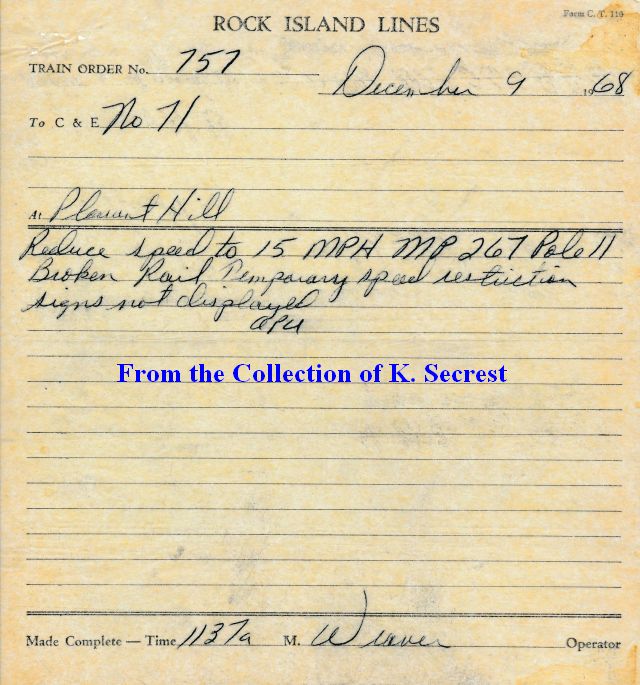 Form C. T. 110
ROCK ISLAND LINES
TRAIN ORDER No. 757
December 9 1968
To C & E No 71
At Pleasant Hill
Reduce speed to 15 MPH MP 267 Pole 11
Broken Rail Temporary speed restriction
signs not displayed
From the Collection of K. Secrest
Made Complete — Time 1137a M. Weaver Operator